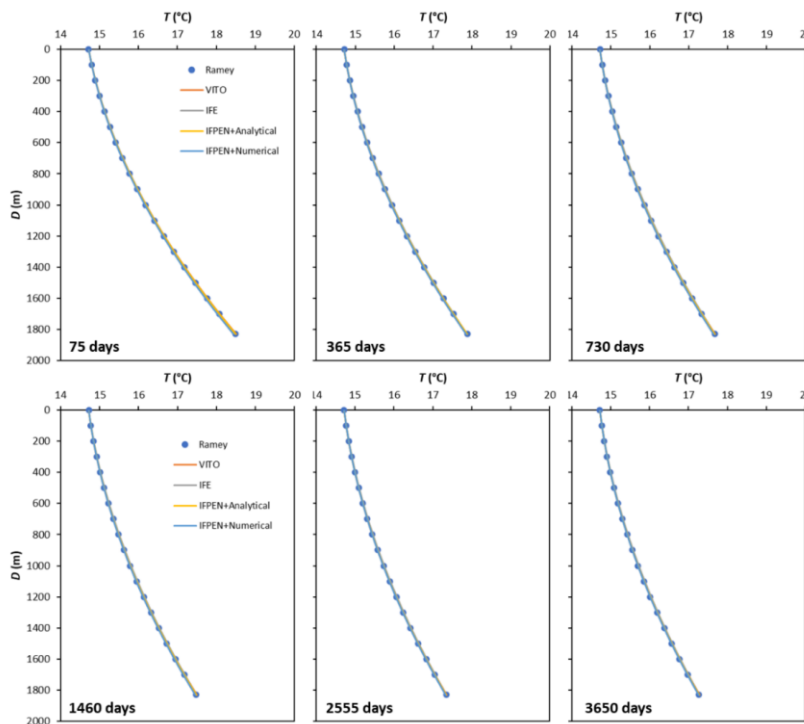 T (°C)
14 15 16 17 18 19 20
T (°C)
14 15 16 17 18 19 20
T (°C)
14 15 16 17 18 19
0
200
400
600
800
1000
1200
1400
1600
1800
2000
D (m)
Ramey
VITO
IFE
IFPEN+Analytical
IFPEN+Numerical
75 days
365 days
730 days
T (°C)
14 15 16 17 18 19 20
T (°C)
14 15 16 17 18 19 20
T (°C)
14 15 16 17 18 19
0
200
400
600
800
1000
1200
1400
1600
1800
2000
D (m)
Ramey
VITO
IFE
IFPEN+Analytical
IFPEN+Numerical
1460 days
2555 days
3650 days